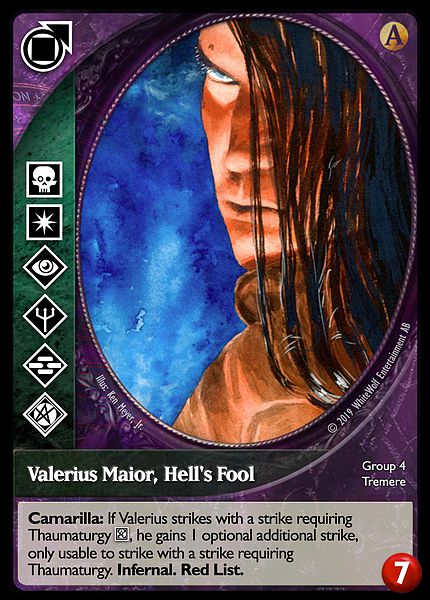 A
Illus: Ken Meyer, Jr.
© 2019 WhiteWolf Entertainment AB
Valerius Maior, Hell's Fool
Group 4
Tremere
Camarilla: If Valerius strikes with a strike requiring
Thaumaturgy, he gains 1 optional additional strike,
only usable to strike with a strike requiring
Thaumaturgy. Infernal. Red List.
7